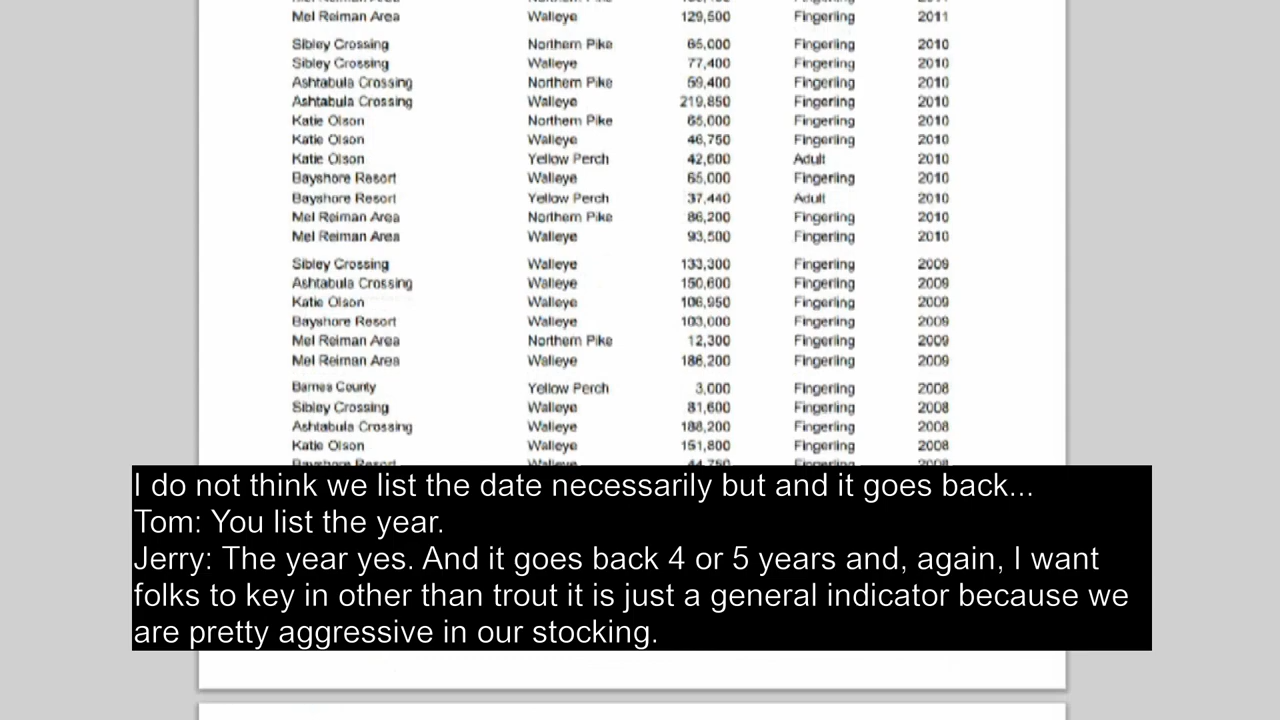 Mel Reiman Area Walleye 129,500 Fingerling 2011
Sibley Crossing Northern Pike 65,000 Fingerling 2010
Sibley Crossing Walleye 77,400 Fingerling 2010
Ashtabula Crossing Northern Pike 59,400 Fingerling 2010
Ashtabula Crossing Walleye 219,850 Fingerling 2010
Katie Olson Northern Pike 65,000 Fingerling 2010
Katie Olson Walleye 46,750 Fingerling 2010
Katie Olson Yellow Perch 42,600 Adult 2010
Bayshore Resort Walleye 65,000 Fingerling 2010
Bayshore Resort Yellow Perch 37,440 Adult 2010
Mel Reiman Area Northern Pike 86,200 Fingerling 2010
Mel Reiman Area Walleye 93,500 Fingerling 2010
Sibley Crossing Walleye 133,300 Fingerling 2009
Ashtabula Crossing Walleye 150,600 Fingerling 2009
Katie Olson Walleye 106,950 Fingerling 2009
Bayshore Resort Walleye 103,000 Fingerling 2009
Mel Reiman Area Northern Pike 12,300 Fingerling 2009
Mel Reiman Area Walleye 186,200 Fingerling 2009
Barnes County Yellow Perch 3,000 Fingerling 2008
Sibley Crossing Walleye 81,600 Fingerling 2008
Ashtabula Crossing Walleye 188,200 Fingerling 2008
Katie Olson Walleye 151,800 Fingerling 2008
Bayshore Resort Walleye 44,750 Fingerling 2008
I do not think we list the date necessarily but and it goes back...
Tom: You list the year.
Jerry: The year yes. And it goes back 4 or 5 years and, again, I want
folks to key in other than trout it is just a general indicator because we
are pretty aggressive in our stocking.